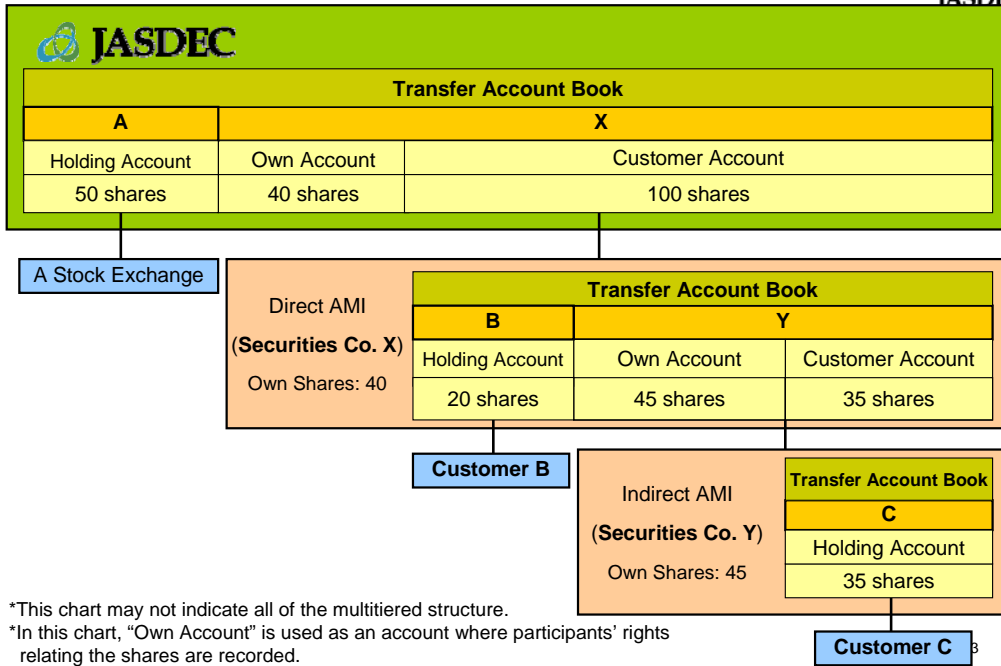 JASDEC
Transfer Account Book
A X
Holding Account Own Account Customer Account
50 shares 40 shares 100 shares
A Stock Exchange
Direct AMI
(Securities Co. X)
Own Shares: 40
Transfer Account Book
B Y
Holding Account Own Account Customer Account
20 shares 45 shares 35 shares
Customer B
Indirect AMI
(Securities Co. Y)
Own Shares: 45
Transfer Account Book
C
Holding Account
35 shares
Customer C
*This chart may not indicate all of the multitiered structure.
*In this chart, “Own Account” is used as an account where participants’ rights
relating the shares are recorded.
3